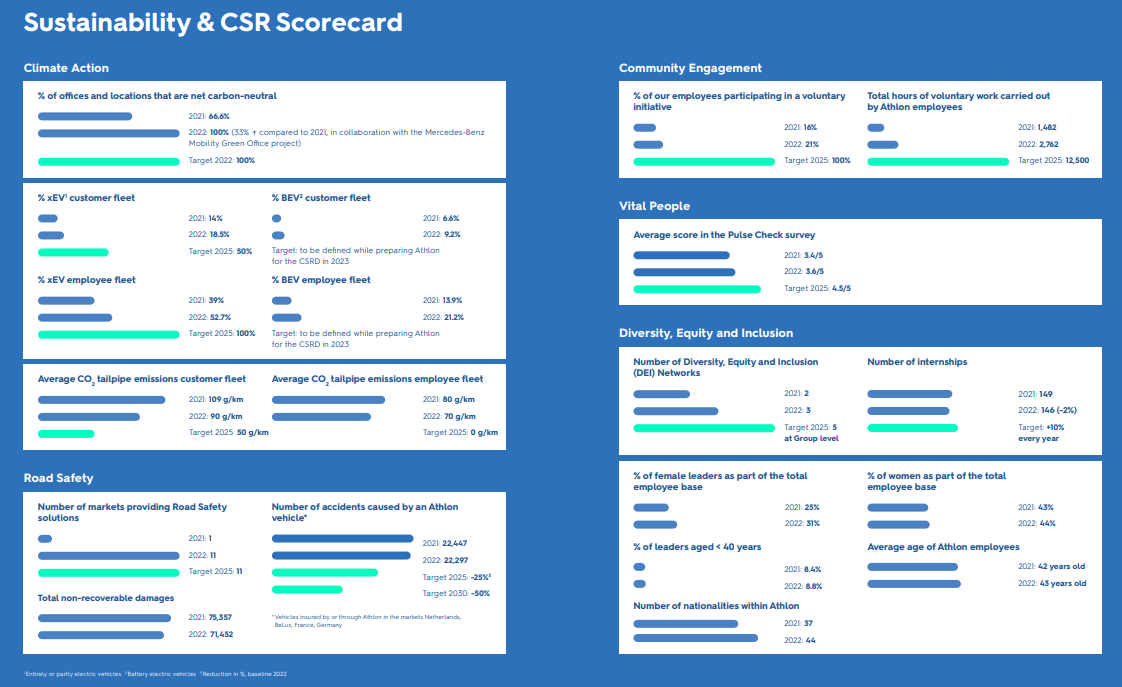 Sustainability & CSR Scorecard
Climate Action
% of offices and locations that are net carbon-neutral
2021: 66.6%
2022: 100% (33% ↑ compared to 2021, in collaboration with the Mercedes-Benz
Mobility Green Office project)
Target 2022: 100%
% xEV¹ customer fleet
2021: 14%
2022: 18.5%
Target 2025: 50%
% BEV² customer fleet
2021: 6.6%
2022: 9.2%
Target: to be defined while preparing Athlon
for the CSRD in 2023
% xEV employee fleet
2021: 39%
2022: 52.7%
Target 2025: 100%
% BEV employee fleet
2021: 13.9%
2022: 21.2%
Target: to be defined while preparing Athlon
for the CSRD in 2023
Average CO₂ tailpipe emissions customer fleet
2021: 109 g/km
2022: 90 g/km
Target 2025: 50 g/km
Average CO₂ tailpipe emissions employee fleet
2021: 80 g/km
2022: 70 g/km
Target 2025: 0 g/km
Road Safety
Number of markets providing Road Safety
solutions
2021: 1
2022: 11
Target 2025: 11
Number of accidents caused by an Athlon
vehicle*
2021: 22,447
2022: 22,297
Target 2025: -25%³
Target 2030: -50%
*Vehicles insured by or through Athlon in the markets Netherlands,
BeLux, France, Germany
Total non-recoverable damages
2021: 75,357
2022: 71,452
¹Entirely or partly electric vehicles ²Battery electric vehicles ³Reduction in %, baseline 2022
Community Engagement
% of our employees participating in a voluntary
initiative
2021: 16%
2022: 21%
Target 2025: 100%
Total hours of voluntary work carried out
by Athlon employees
2021: 1,482
2022: 2,762
Target 2025: 12,500
Vital People
Average score in the Pulse Check survey
2021: 3.4/5
2022: 3.6/5
Target 2025: 4.5/5
Diversity, Equity and Inclusion
Number of Diversity, Equity and Inclusion
(DEI) Networks
2021: 2
2022: 3
Target 2025: 5
at Group level
Number of internships
2021: 149
2022: 146 (-2%)
Target: +10%
every year
% of female leaders as part of the total
employee base
2021: 25%
2022: 31%
% of women as part of the total
employee base
2021: 43%
2022: 44%
% of leaders aged < 40 years
2021: 8.4%
2022: 8.8%
Average age of Athlon employees
2021: 42 years old
2022: 43 years old
Number of nationalities within Athlon
2021: 37
2022: 44